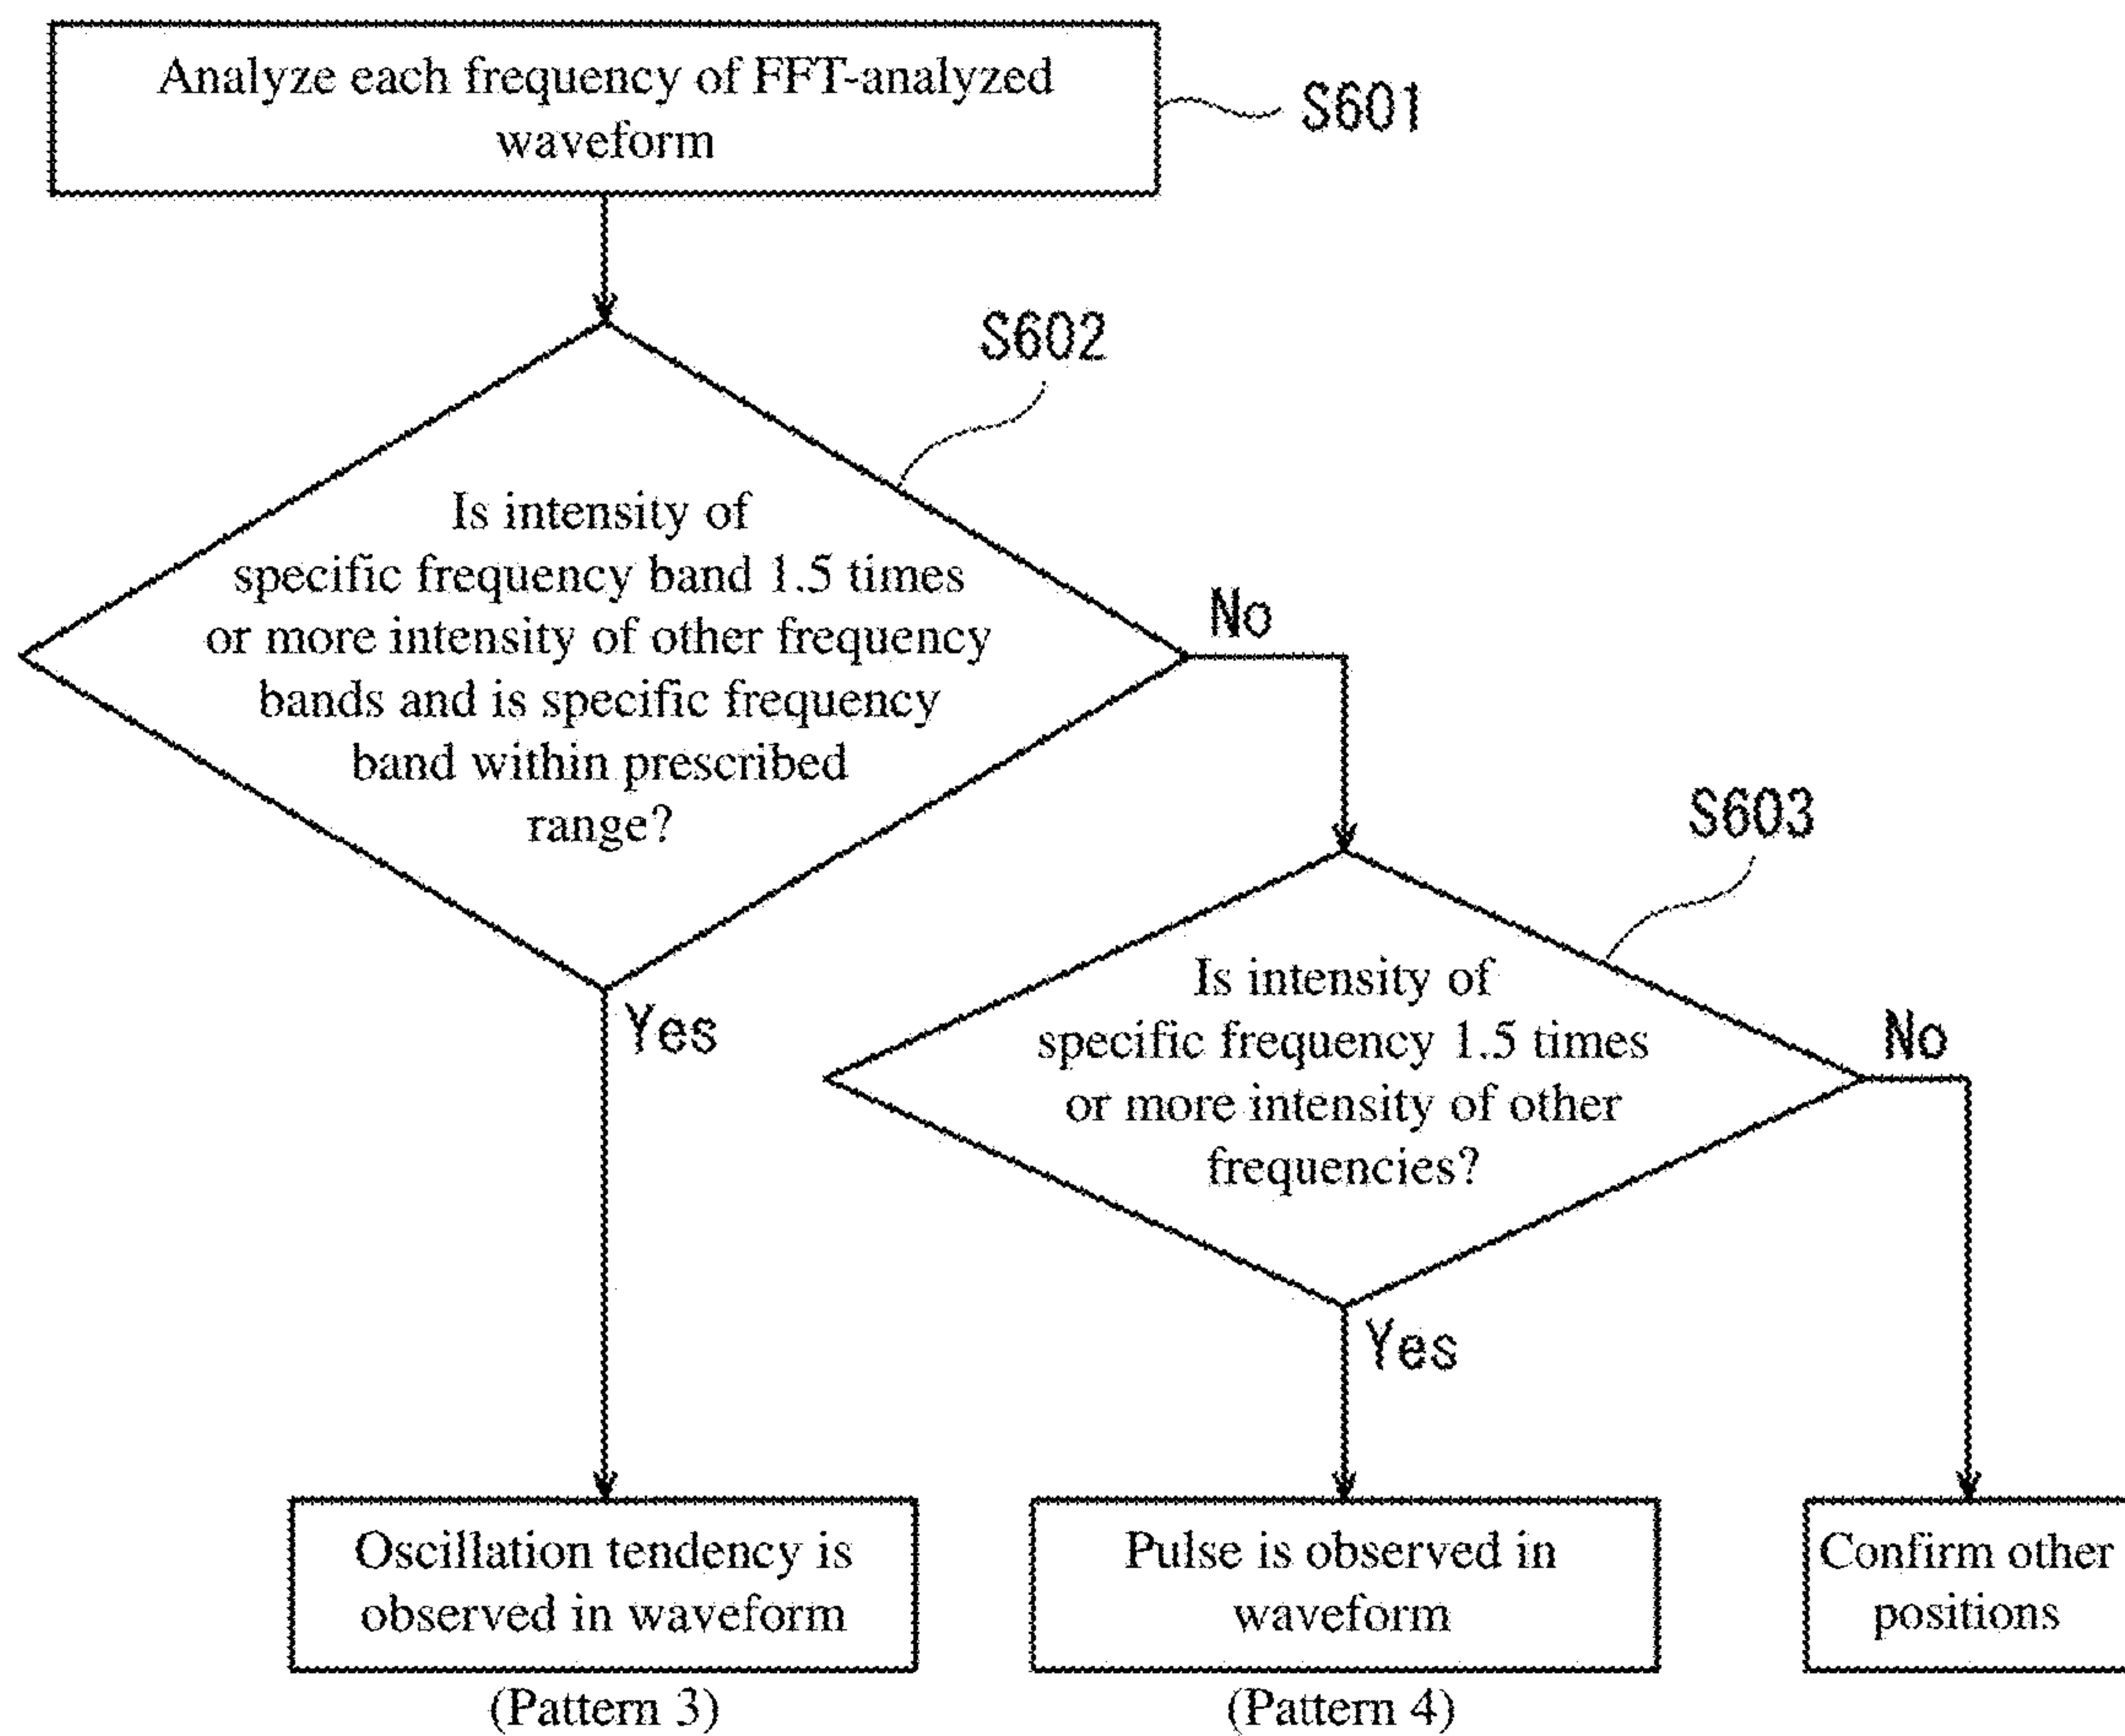 Analyze each frequency of FFT-analyzed
waveform
S601
S602
Is intensity of
specific frequency band 1.5 times
or more intensity of other frequency
bands and is specific frequency
band within prescribed
range?
No
Yes
S603
Is intensity of
specific frequency 1.5 times
or more intensity of other
frequencies?
No
Yes
Oscillation tendency is
observed in waveform
(Pattern 3)
Pulse is observed in
waveform
(Pattern 4)
Confirm other
positions